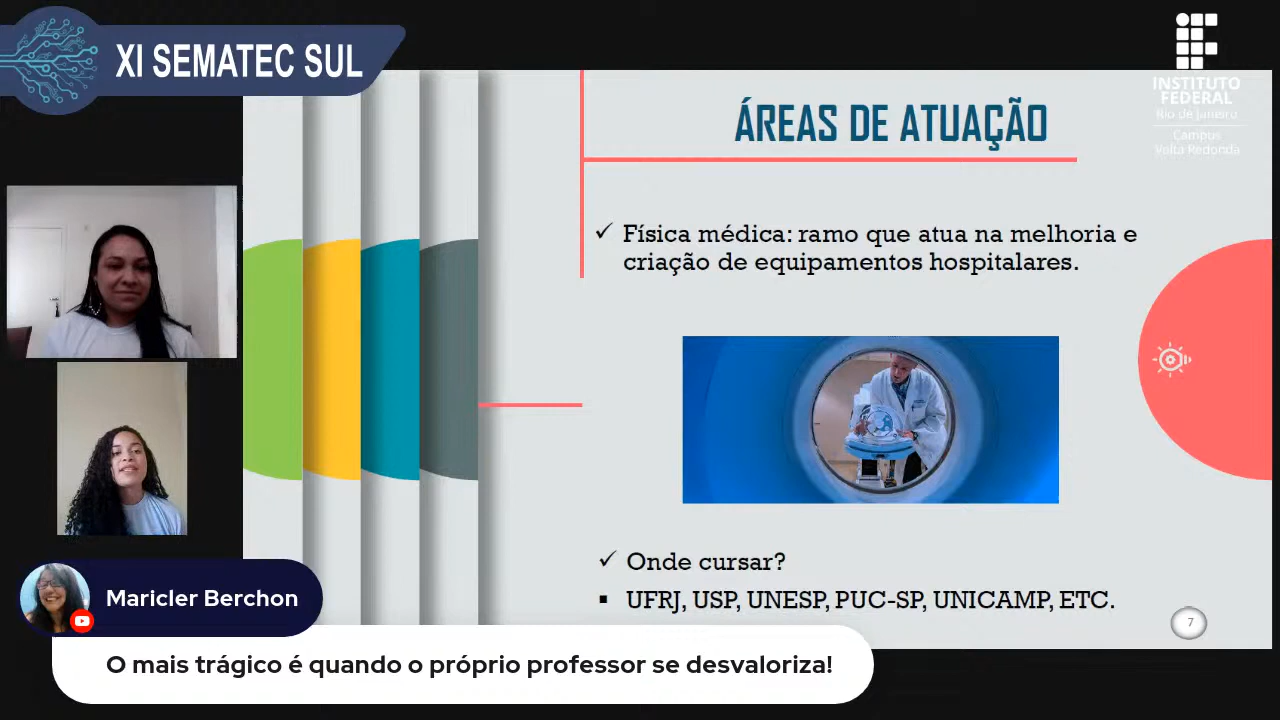 XI SEMATEC SUL
INSTITUTO
FEDERAL
Rio de Janeiro
Campus
Volta Redonda
ÁREAS DE ATUAÇÃO
✓ Física médica: ramo que atua na melhoria e
criação de equipamentos hospitalares.
✓ Onde cursar?
▪ UFRJ, USP, UNESP, PUC-SP, UNICAMP, ETC.
7
Maricler Berchon
O mais trágico é quando o próprio professor se desvaloriza!